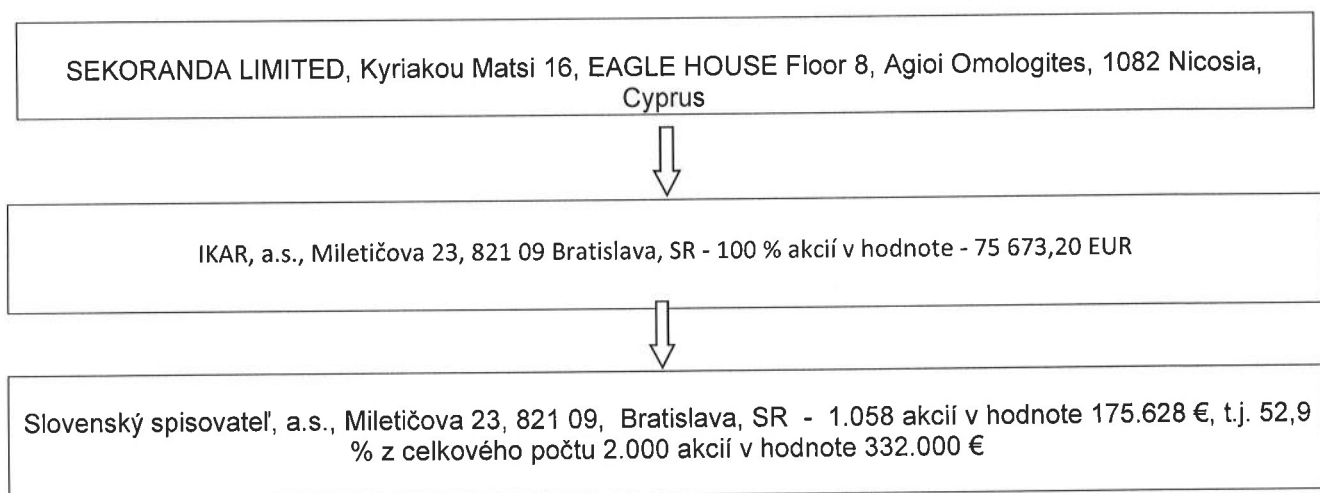 SEKORANDA LIMITED, Kyriakou Matsi 16, EAGLE HOUSE Floor 8, Agioi Omologites, 1082 Nicosia,
Cyprus
IKAR, a.s., Miletičova 23, 821 09 Bratislava, SR - 100 % akcií v hodnote - 75 673,20 EUR
Slovenský spisovateľ, a.s., Miletičova 23, 821 09, Bratislava, SR - 1.058 akcií v hodnote 175.628 €, t.j. 52,9
% z celkového počtu 2.000 akcií v hodnote 332.000 €